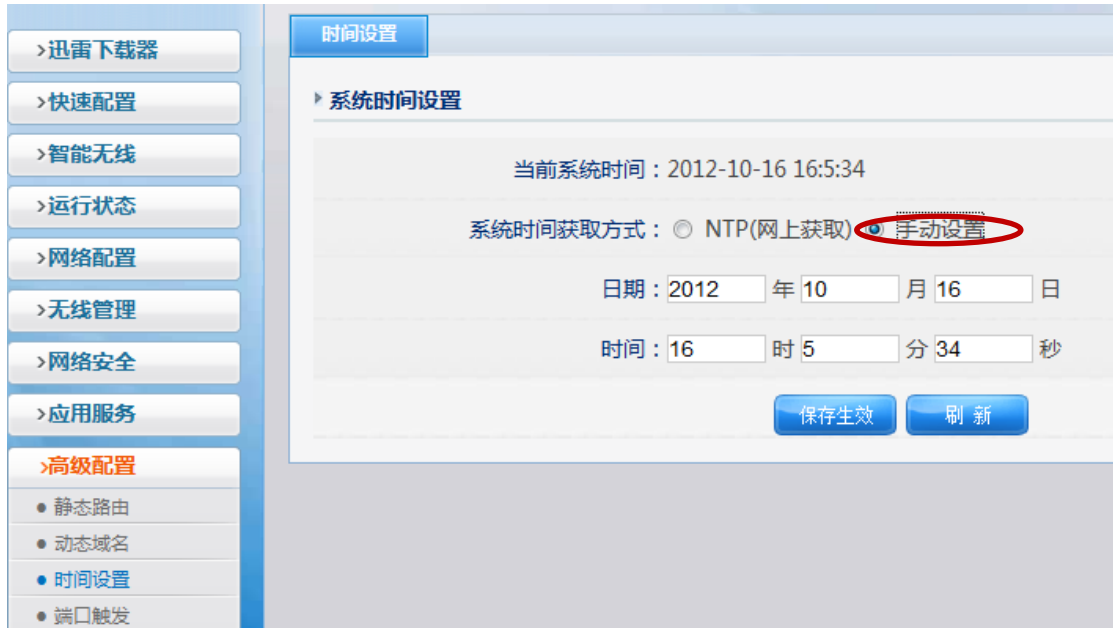 >迅雷下载器
>快速配置
>智能无线
>运行状态
>网络配置
>无线管理
>网络安全
>应用服务
>高级配置
● 静态路由
● 动态域名
● 时间设置
● 端口触发
时间设置
系统时间设置
当前系统时间：2012-10-16 16:5:34
系统时间获取方式： NTP(网上获取) 手动设置
日期：2012 年 10 月 16 日
时间：16 时 5 分 34 秒
保存生效 刷 新